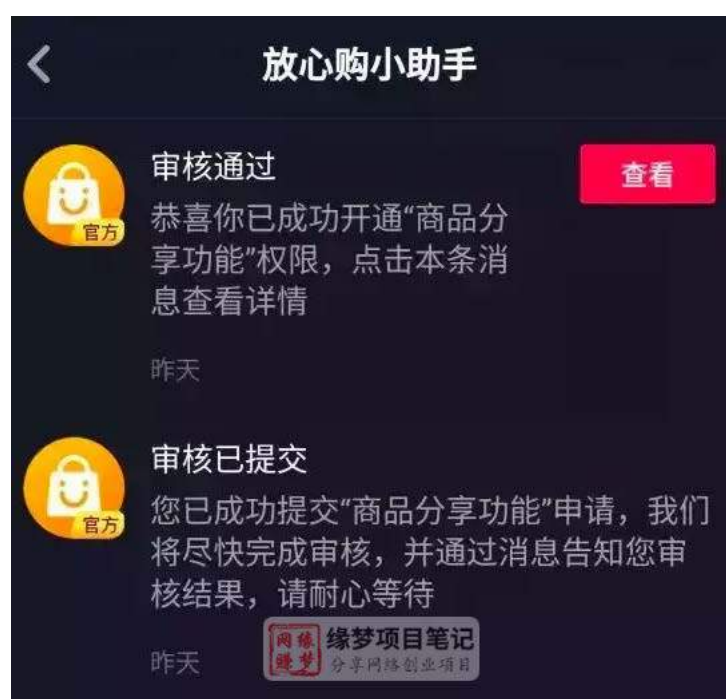 放心购小助手
审核通过
查看
恭喜你已成功开通“商品分
享功能”权限，点击本条消
息查看详情
官方
昨天
审核已提交
您已成功提交“商品分享功能”申请，我们
将尽快完成审核，并通过消息告知您审
核结果，请耐心等待
官方
昨天
网缘
赚梦
缘梦项目笔记
分享网络创业项目